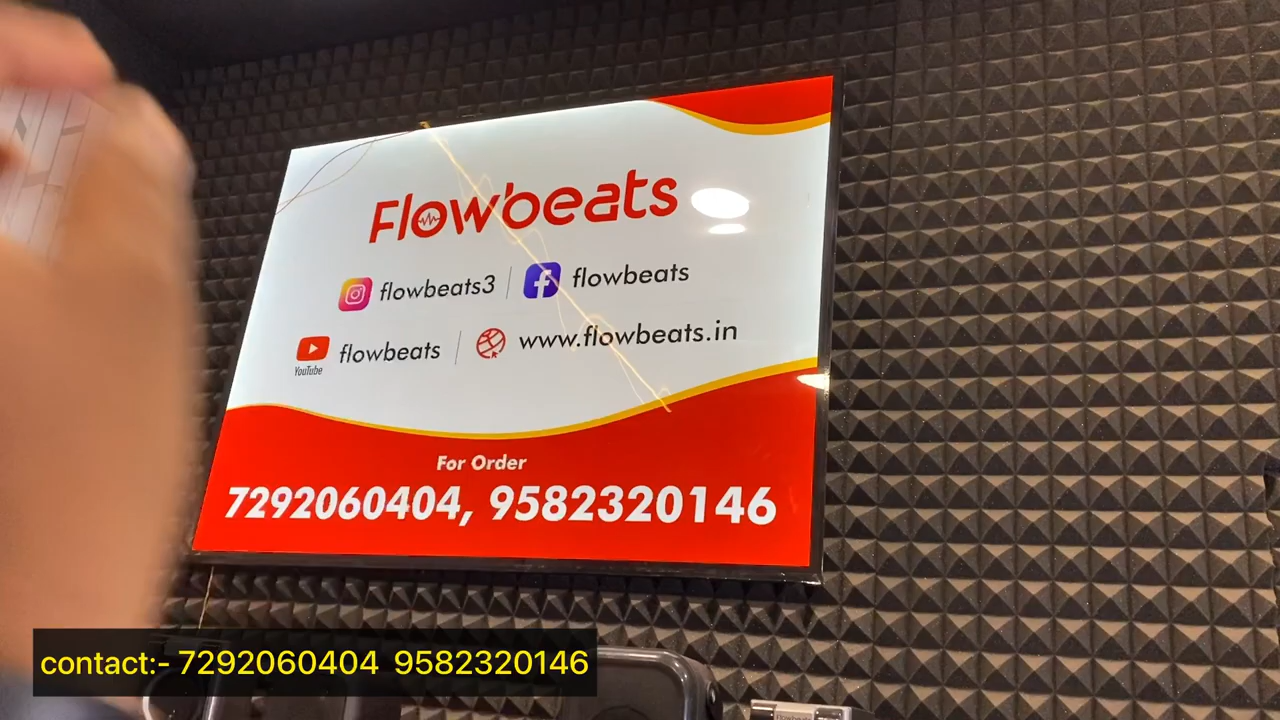 Flowbeats
flowbeats3 | flowbeats
YouTube flowbeats | www.flowbeats.in
For Order
7292060404, 9582320146
contact:- 7292060404 9582320146